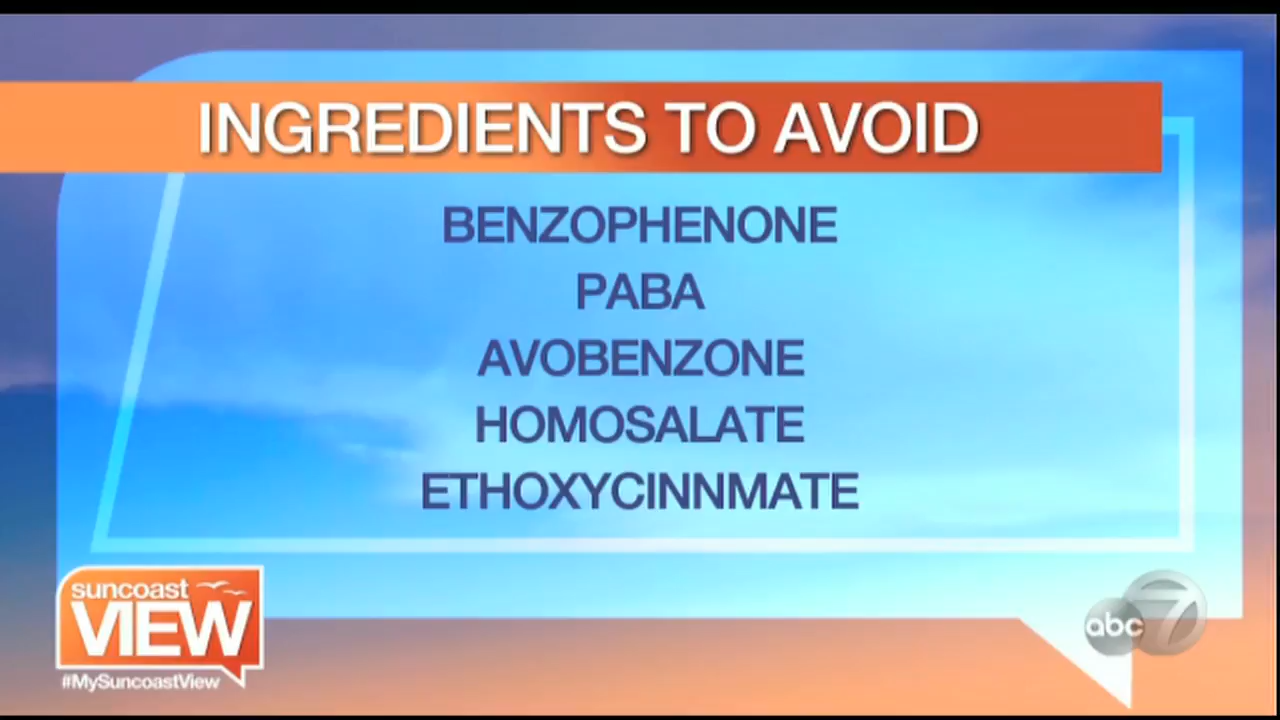 INGREDIENTS TO AVOID
BENZOPHENONE
PABA
AVOBENZONE
HOMOSALATE
ETHOXYCINNMATE
suncoast
VIEW
#MySuncoastView
abc 7